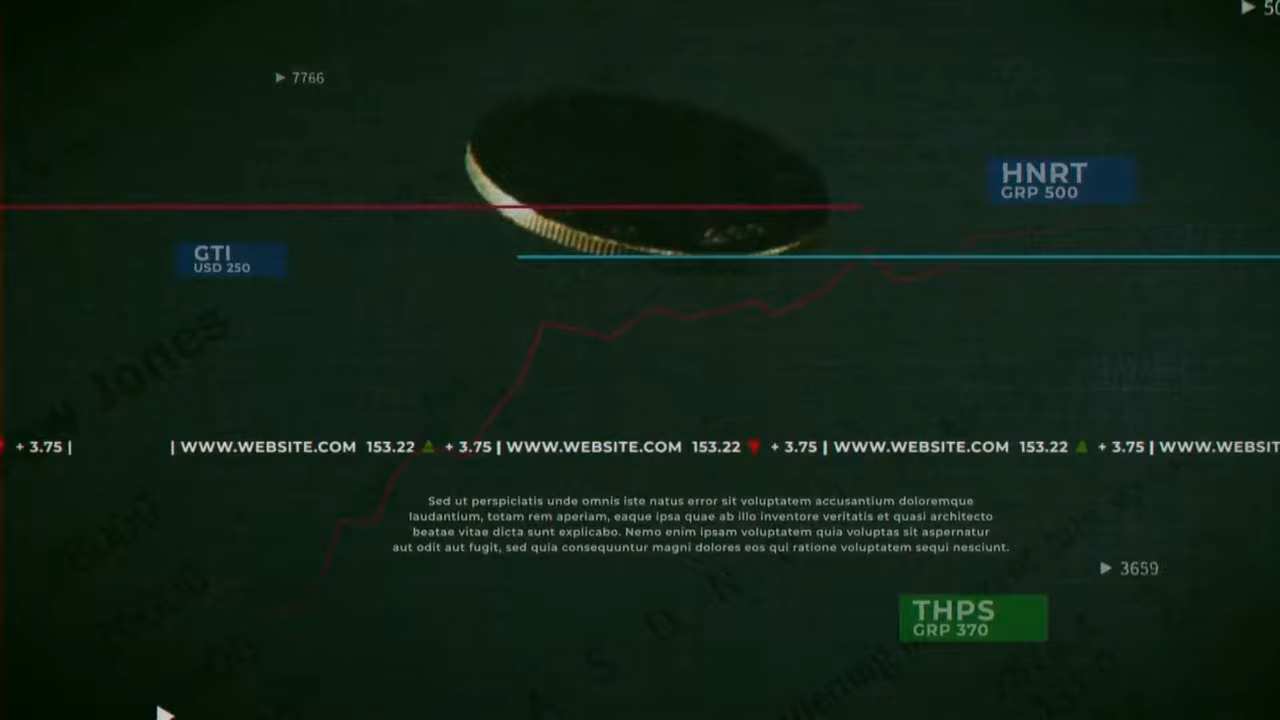 50
▶ 7766
HNRT
GRP 500
GTI
USD 250
Jones
+ 3.75 | | WWW.WEBSITE.COM 153.22 ▲ + 3.75 | WWW.WEBSITE.COM 153.22 ▼ + 3.75 | WWW.WEBSITE.COM 153.22 ▲ + 3.75 | WWW.WEBSIT
Sed ut perspiciatis unde omnis iste natus error sit voluptatem accusantium doloremque
laudantium, totam rem aperiam, eaque ipsa quae ab illo inventore veritatis et quasi architecto
beatae vitae dicta sunt explicabo. Nemo enim ipsam voluptatem quia voluptas sit aspernatur
aut odit aut fugit, sed quia consequuntur magni dolores eos qui ratione voluptatem sequi nesciunt.
▶ 3659
THPS
GRP 370